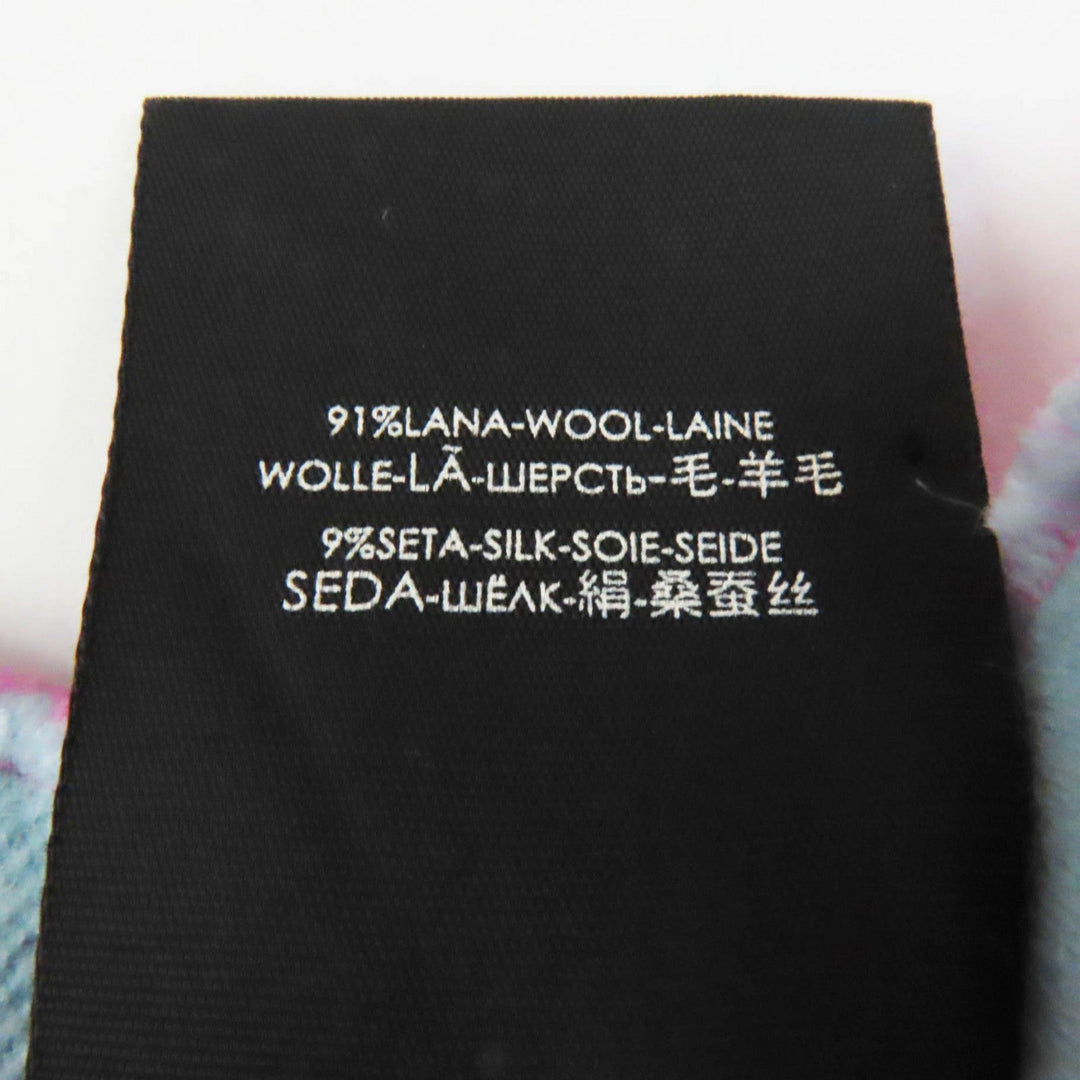 91%LANA-WOOL-LAINE
WOLLE-LÃ-ШЕРСТЬ-毛-羊毛
9%SETA-SILK-SOIE-SEIDE
SEDA-ШЁЛК-絹-桑蚕丝